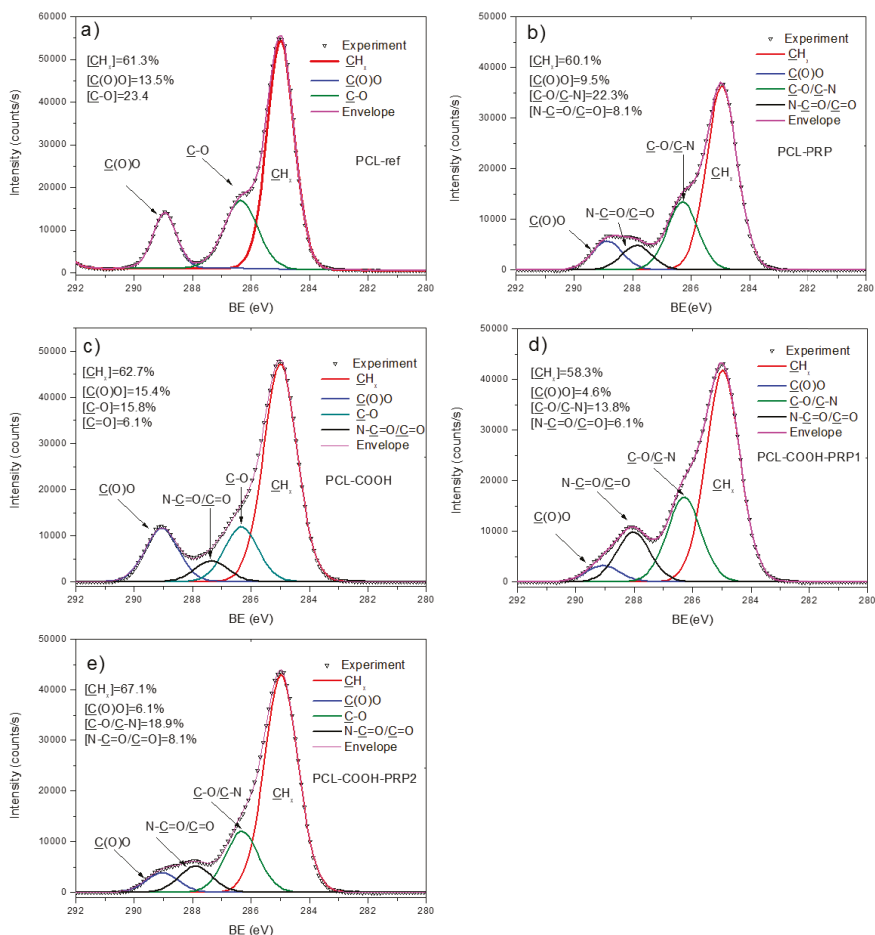 a)
[CHx]=61.3%
[C(O)O]=13.5%
[C-O]=23.4
Experiment
CHx
C(O)O
C-O
Envelope
PCL-ref
C(O)O
C-O
CHx
Intensity (counts/s)
60000
50000
40000
30000
20000
10000
0
292 290 288 286 284 282 280
BE (eV)
b)
[CHx]=60.1%
[C(O)O]=9.5%
[C-O/C-N]=22.3%
[N-C=O/C=O]=8.1%
Experiment
CHx
C(O)O
C-O/C-N
N-C=O/C=O
Envelope
PCL-PRP
C-O/C-N
CHx
N-C=O/C=O
C(O)O
Intensity (counts/s)
50000
40000
30000
20000
10000
0
292 290 288 286 284 282 280
BE (eV)
c)
[CHx]=62.7%
[C(O)O]=15.4%
[C-O]=15.8%
[C=O]=6.1%
Experiment
CHx
C(O)O
C-O
N-C=O/C=O
Envelope
PCL-COOH
C-O
CHx
N-C=O/C=O
C(O)O
Intensity (counts/s)
50000
40000
30000
20000
10000
0
292 290 288 286 284 282 280
BE (eV)
d)
[CHx]=58.3%
[C(O)O]=4.6%
[C-O/C-N]=13.8%
[N-C=O/C=O]=6.1%
Experiment
CHx
C(O)O
C-O/C-N
N-C=O/C=O
Envelope
PCL-COOH-PRP1
C-O/C-N
N-C=O/C=O
CHx
C(O)O
Intensity (counts/s)
50000
40000
30000
20000
10000
0
292 290 288 286 284 282 280
BE(eV)
e)
[CHx]=67.1%
[C(O)O]=6.1%
[C-O/C-N]=18.9%
[N-C=O/C=O]=8.1%
Experiment
CHx
C(O)O
C-O
N-C=O/C=O
Envelope
PCL-COOH-PRP2
C-O/C-N
CHx
N-C=O/C=O
C(O)O
Intensity (counts/s)
50000
40000
30000
20000
10000
0
292 290 288 286 284 282 280
BE (eV)